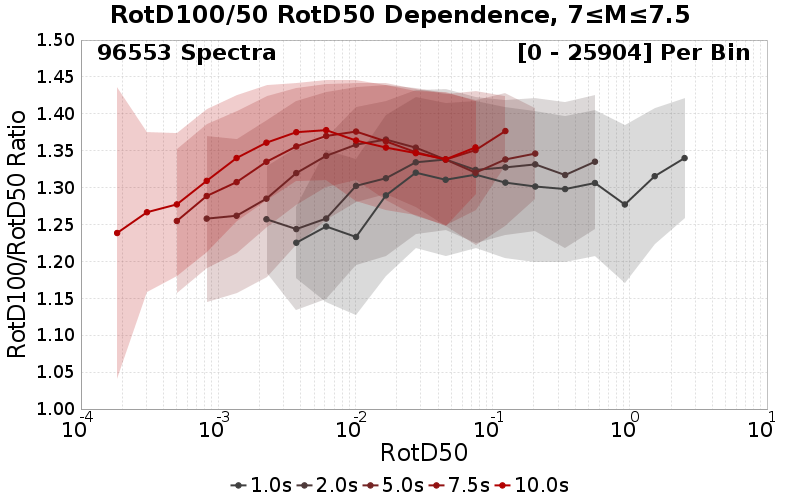 RotD100/50 RotD50 Dependence, 7≤M≤7.5
96553 Spectra
[0 - 25904] Per Bin
RotD100/RotD50 Ratio
1.50
1.45
1.40
1.35
1.30
1.25
1.20
1.15
1.10
1.05
1.00
10^-4 10^-3 10^-2 10^-1 10^0 10^1
RotD50
1.0s 2.0s 5.0s 7.5s 10.0s